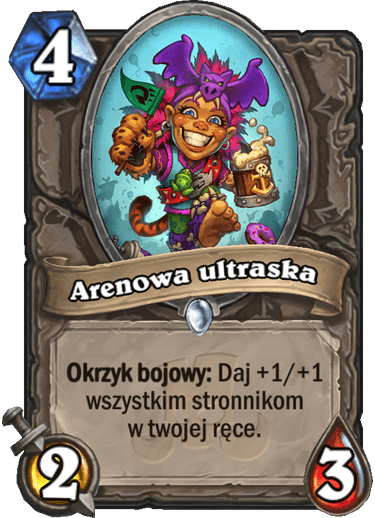 4
Arenowa ultraska
Okrzyk bojowy: Daj +1/+1
wszystkim stronnikom
w twojej ręce.
2
3